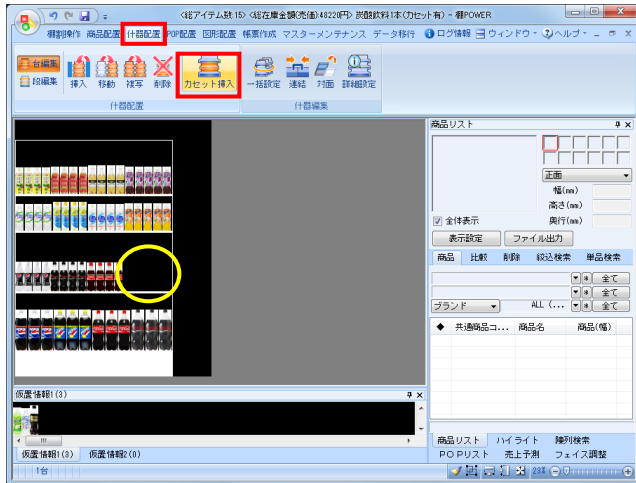 <総アイテム数:15> <総在庫金額(売価):48220円> 炭酸飲料1本(カセット有) - 棚POWER
棚割操作 商品配置 什器配置 POP配置 図形配置 帳票作成 マスターメンテナンス データ移行 ログ情報 ウィンドウ ヘルプ
台編集
段編集
挿入 移動 複写 削除 カセット挿入 一括設定 連結 対面 詳細設定
什器配置 什器編集
商品リスト
正面
幅(mm)
高さ(mm)
全体表示 奥行(mm)
表示設定 ファイル出力
商品 比較 削除 絞込検索 単品検索
全て
全て
ブランド ALL (... 全て
◆ 共通商品コ... 商品名 商品(幅)
仮置情報1(3)
商品リスト ハイライト 陳列検索
仮置情報1(3) 仮置情報2(0)
POPリスト 売上予測 フェイス調整
1台 23%